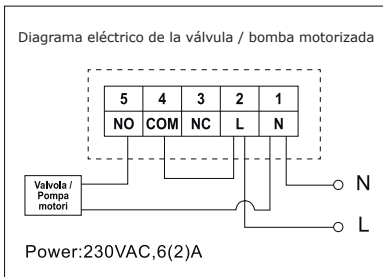 Diagrama eléctrico de la válvula / bomba motorizada
5 4 3 2 1
NO COM NC L N
Valvola /
Pompa
motori
N
L
Power:230VAC,6(2)A